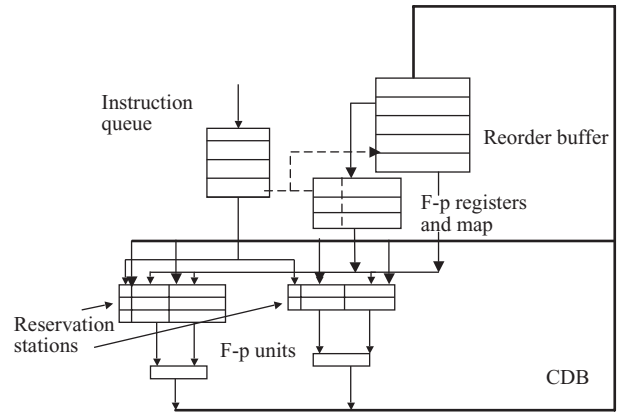 Instruction
queue
Reorder buffer
F-p registers
and map
Reservation
stations
F-p units
CDB